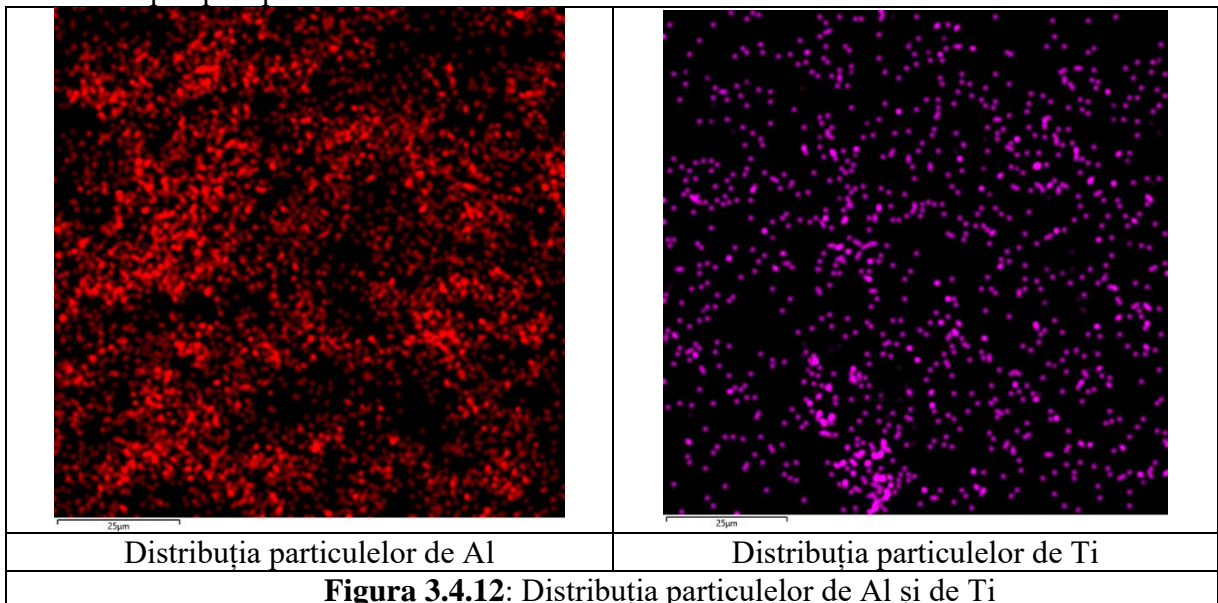 25µm
25µm
Distribuția particulelor de Al
Distribuția particulelor de Ti
Figura 3.4.12: Distribuția particulelor de Al și de Ti